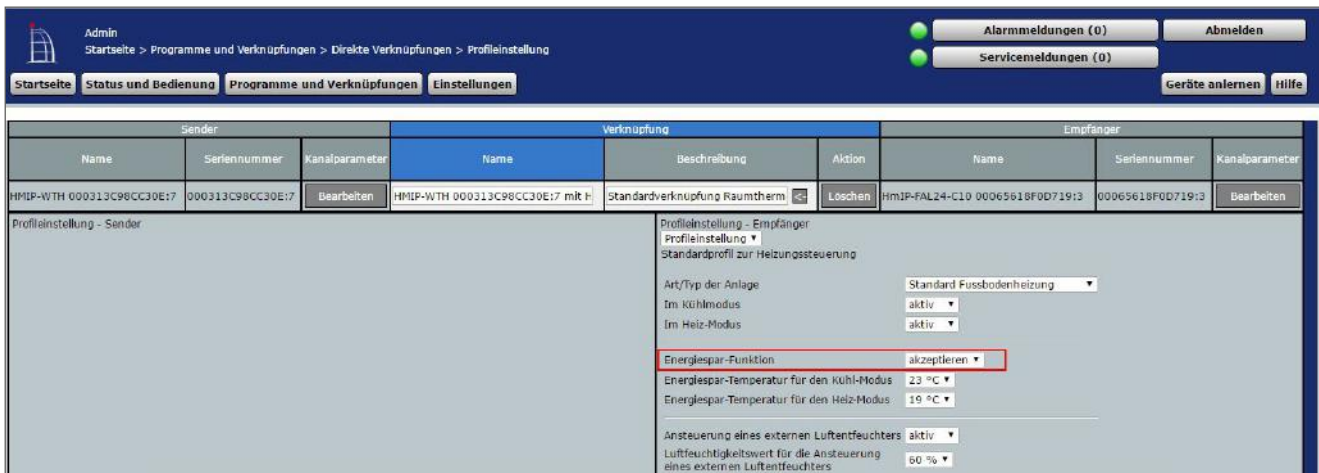 Admin
Startseite > Programme und Verknüpfungen > Direkte Verknüpfungen > Profileinstellung
Alarmmeldungen (0)
Abmelden
Servicemeldungen (0)
Startseite Status und Bedienung Programme und Verknüpfungen Einstellungen
Geräte anlernen Hilfe
Sender Verknüpfung Empfänger
Name Seriennummer Kanalparameter Name Beschreibung Aktion Name Seriennummer Kanalparameter
HMIP-WTH 000313C98CC30E:7 000313C98CC30E:7 Bearbeiten HMIP-WTH 000313C98CC30E:7 mit H Standardverknüpfung Raumtherm <- Löschen HmIP-FAL24-C10 00065618F0D719:3 00065618F0D719:3 Bearbeiten
Profileinstellung - Sender
Profileinstellung - Empfänger
Profileinstellung
Standardprofil zur Heizungssteuerung
Art/Typ der Anlage Standard Fussbodenheizung
Im Kühlmodus aktiv
Im Heiz-Modus aktiv
Energiespar-Funktion akzeptieren
Energiespar-Temperatur für den Kühl-Modus 23 °C
Energiespar-Temperatur für den Heiz-Modus 19 °C
Ansteuerung eines externen Luftentfeuchters aktiv
Luftfeuchtigkeitswert für die Ansteuerung
eines externen Luftentfeuchters 60 %